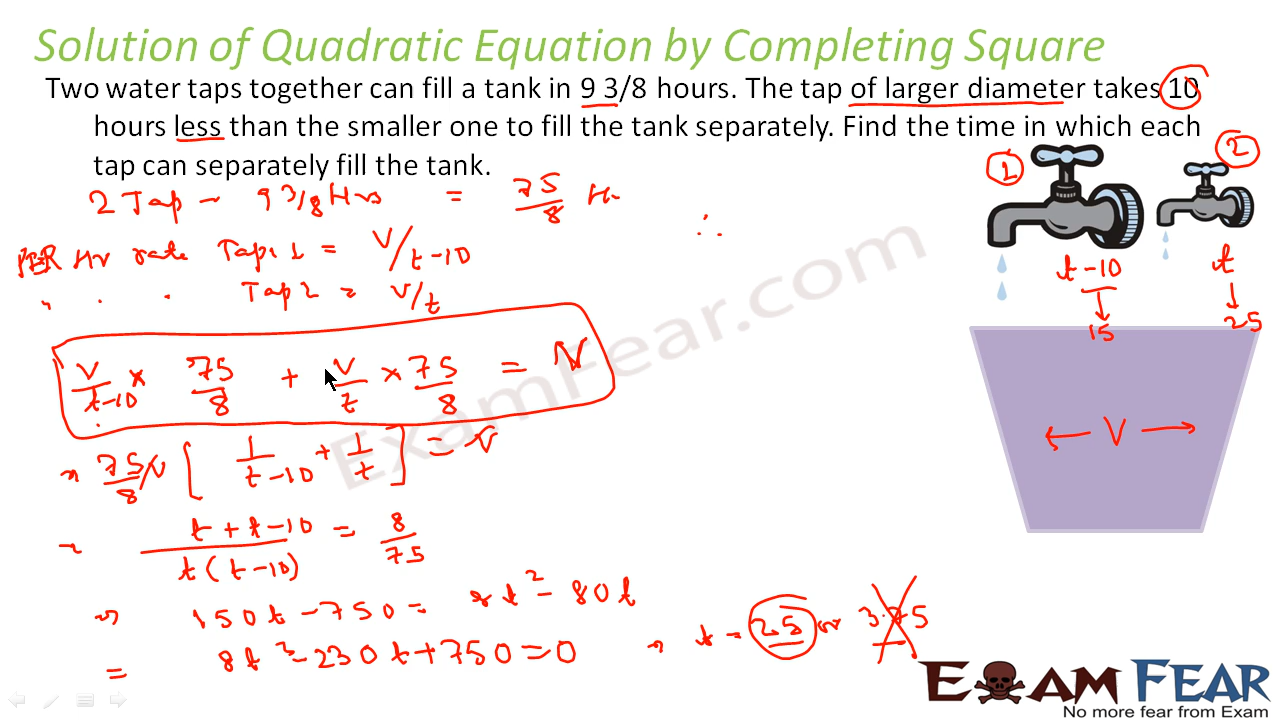 Solution of Quadratic Equation by Completing Square
Two water taps together can fill a tank in 9 3/8 hours. The tap of larger diameter takes 10
hours less than the smaller one to fill the tank separately. Find the time in which each
tap can separately fill the tank.
1
2
2 Tap – 9 3/8 Hrs = 75/8 Hr
∴
PER Hr rate Tap 1 = V/t-10
" . . Tap 2 = V/t
t-10
t
15
25
V/t-10 × 75/8 + V/t × 75/8 = V
75/8 V [ 1/t-10 + 1/t ] = V
← V →
t + t-10/t(t-10) = 8/75
⇒ 150t - 750 = 8t² - 80t
= 8t² - 230t + 750 = 0 ⇒ t = 25 or 3.75
ExamFear.com
EXAM FEAR
No more fear from Exam